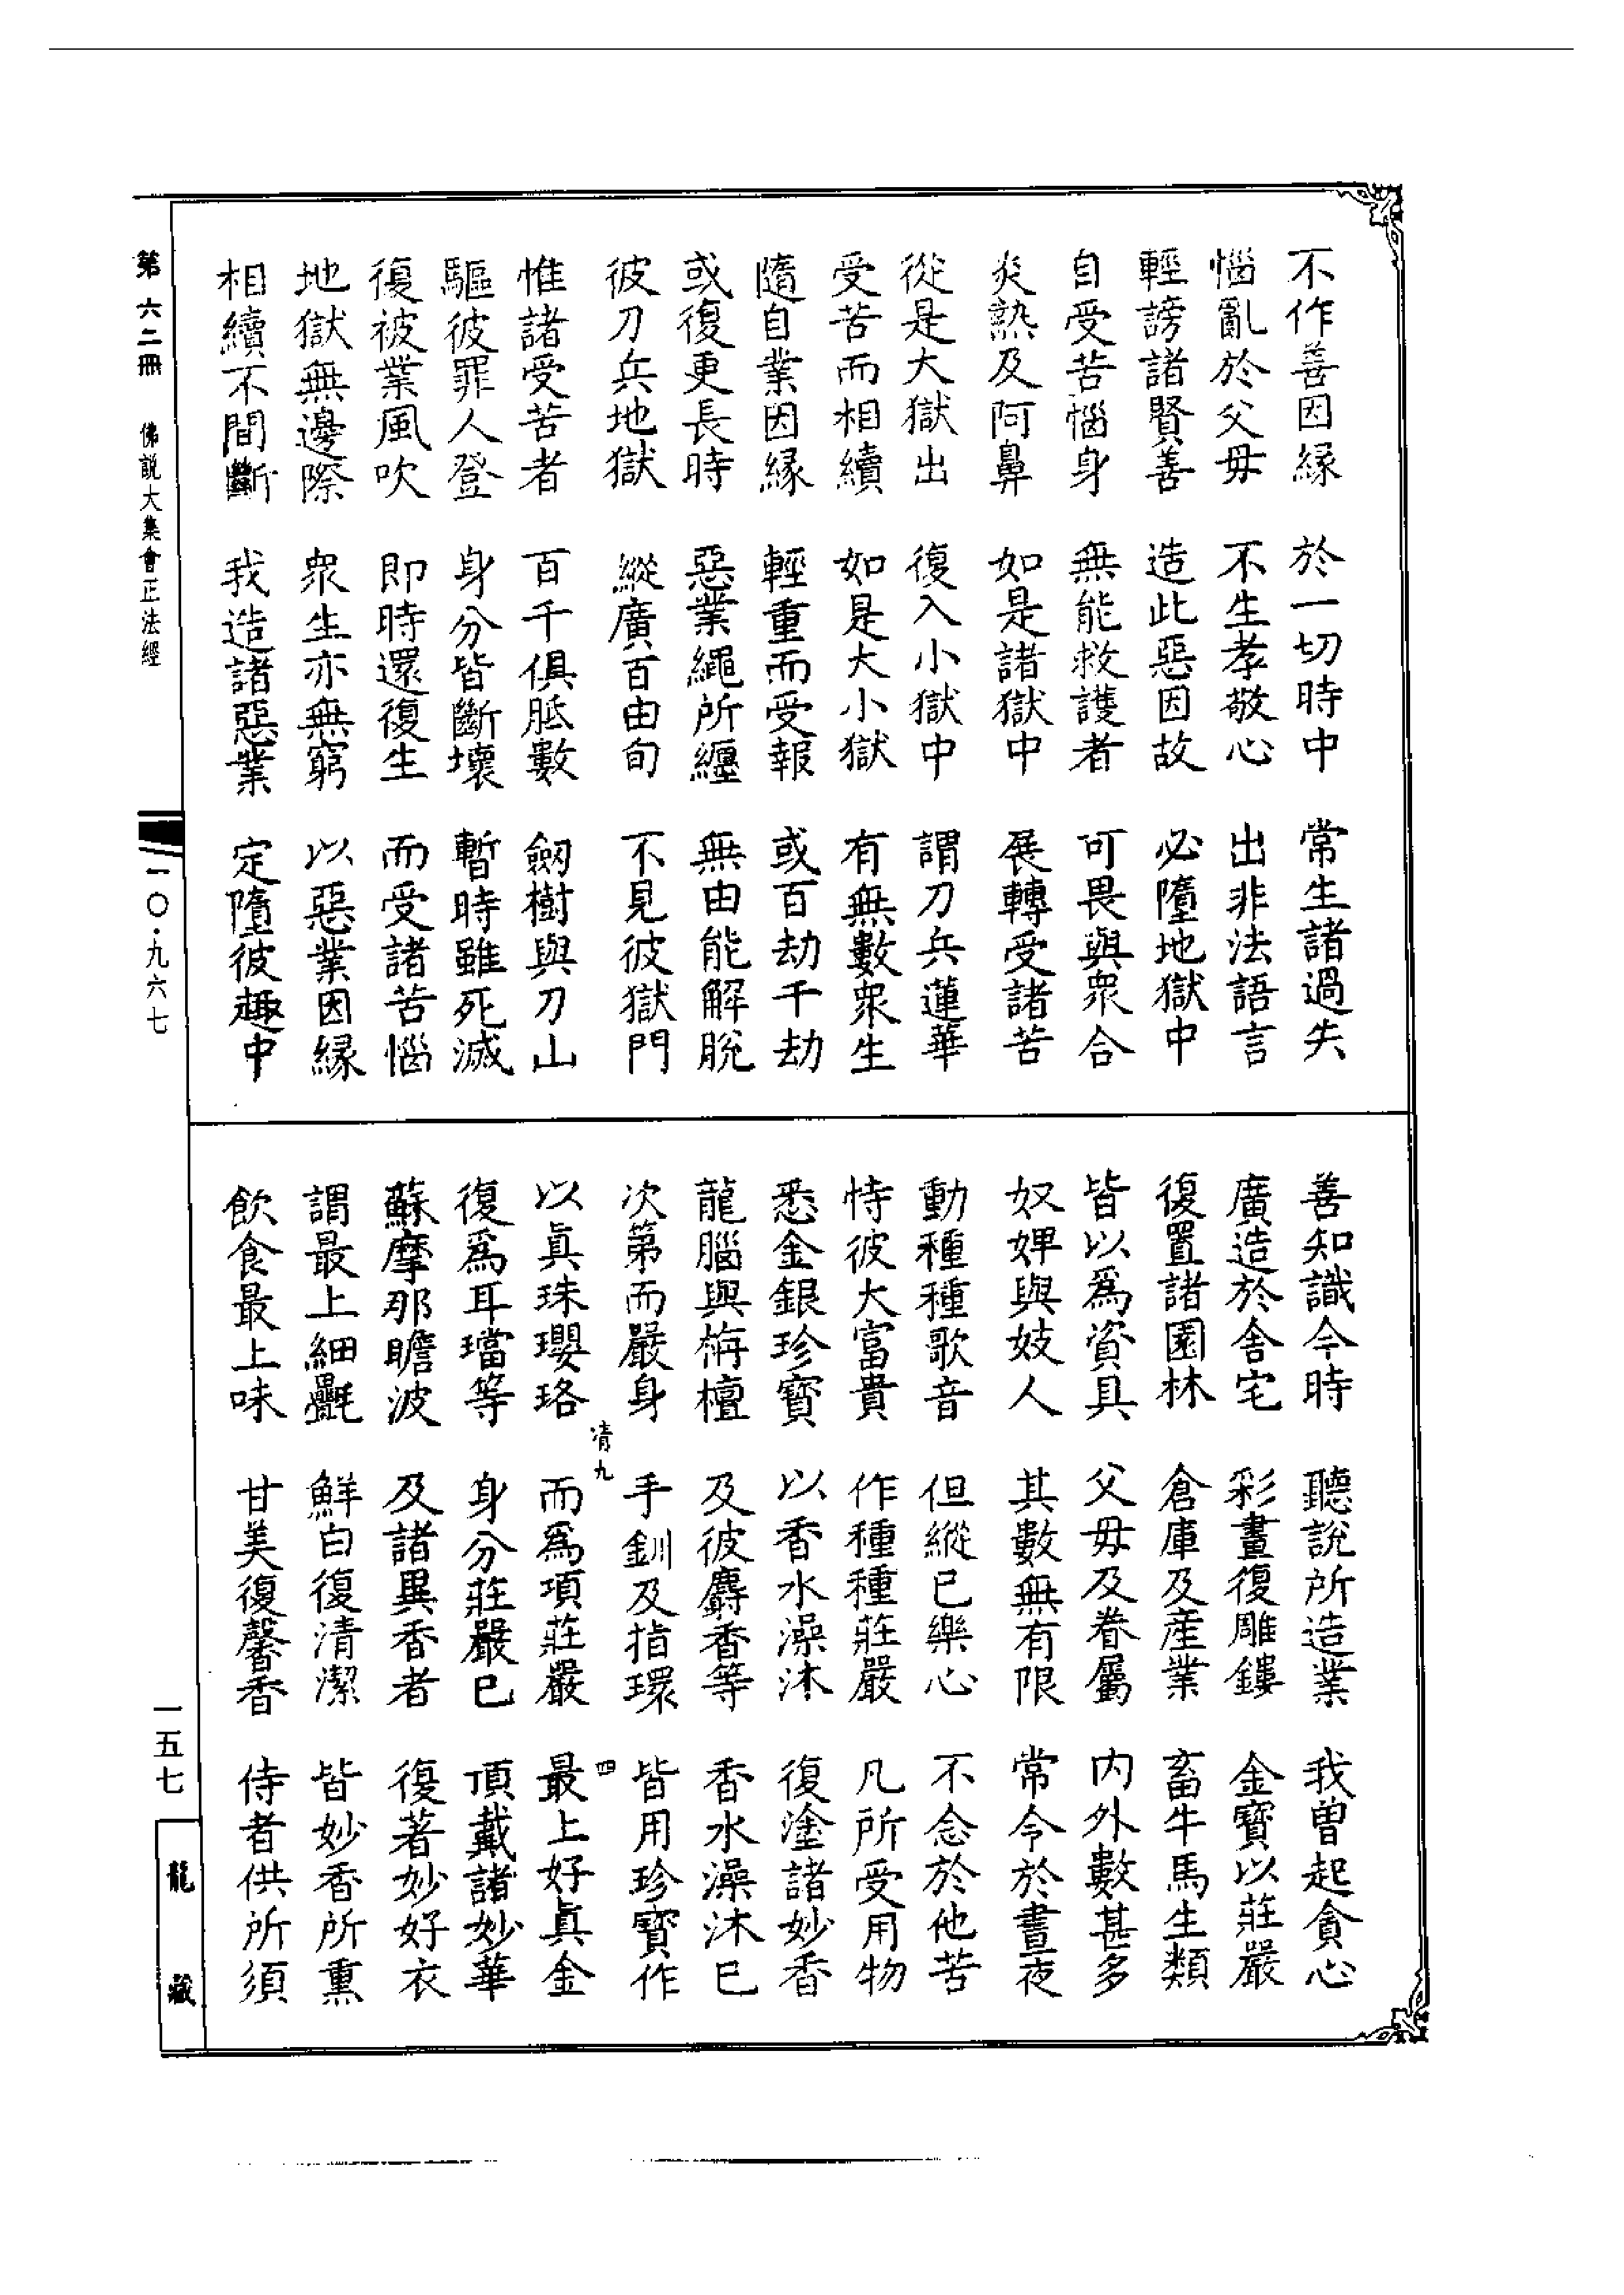 不作善因緣　於一切時中　常生諸過失
惱亂於父毋　不生孝敬心　出非法語言
輕謗諸賢善　造此惡因故　必墮地獄中
自受苦惱身　無能救護者　可畏與眾合
炎熱及阿鼻　如是諸獄中　展轉受諸苦
從是大獄出　復入小獄中　謂刀兵蓮華
受苦而相續　如是大小獄　有無數眾生
隨自業因緣　輕重而受報　或百劫千劫
或復更長時　惡業繩所纏　無由能解脫
彼刀兵地獄　縱廣百由旬　不見彼獄門
惟諸受苦者　百千俱胝數　劒樹與刀山
驅彼罪人登　身分皆斷壞　暫時雖死滅
復被業風吹　即時還復生　而受諸苦惱
地獄無邊際　眾生亦無窮　以惡業因緣
相續不間斷　我造諸惡業　定墮彼趣中
善知識今時　聽說所造業　我曾起貪心
廣造於舍宅　彩畫復雕鏤　金寶以莊嚴
復置諸園林　倉庫及產業　畜牛馬生類
皆以為資具　父毋及眷屬　內外數甚多
奴婢與妓人　其數無有限　常令於晝夜
動種種歌音　但縱已樂心　不念於他苦
恃彼大富貴　作種種莊嚴　凡所受用物
悉金銀珍寶　以香水澡沐　復塗諸妙香
龍腦與栴檀　及彼麝香等　香水澡沐已
次第而嚴身　手釧及指環　皆用珍寶作
清九　四
以真珠瓔珞　而為項莊嚴　最上好真金
復為耳璫等　身分莊嚴已　頂戴諸妙華
蘇摩那瞻波　及諸異香者　復著妙好衣
謂最上細㲲　鮮白復清潔　皆妙香所熏
飲食最上味　甘美復馨香　侍者供所須
第六二冊　佛說大集會正法經　一〇·九六七　一五七　龍藏